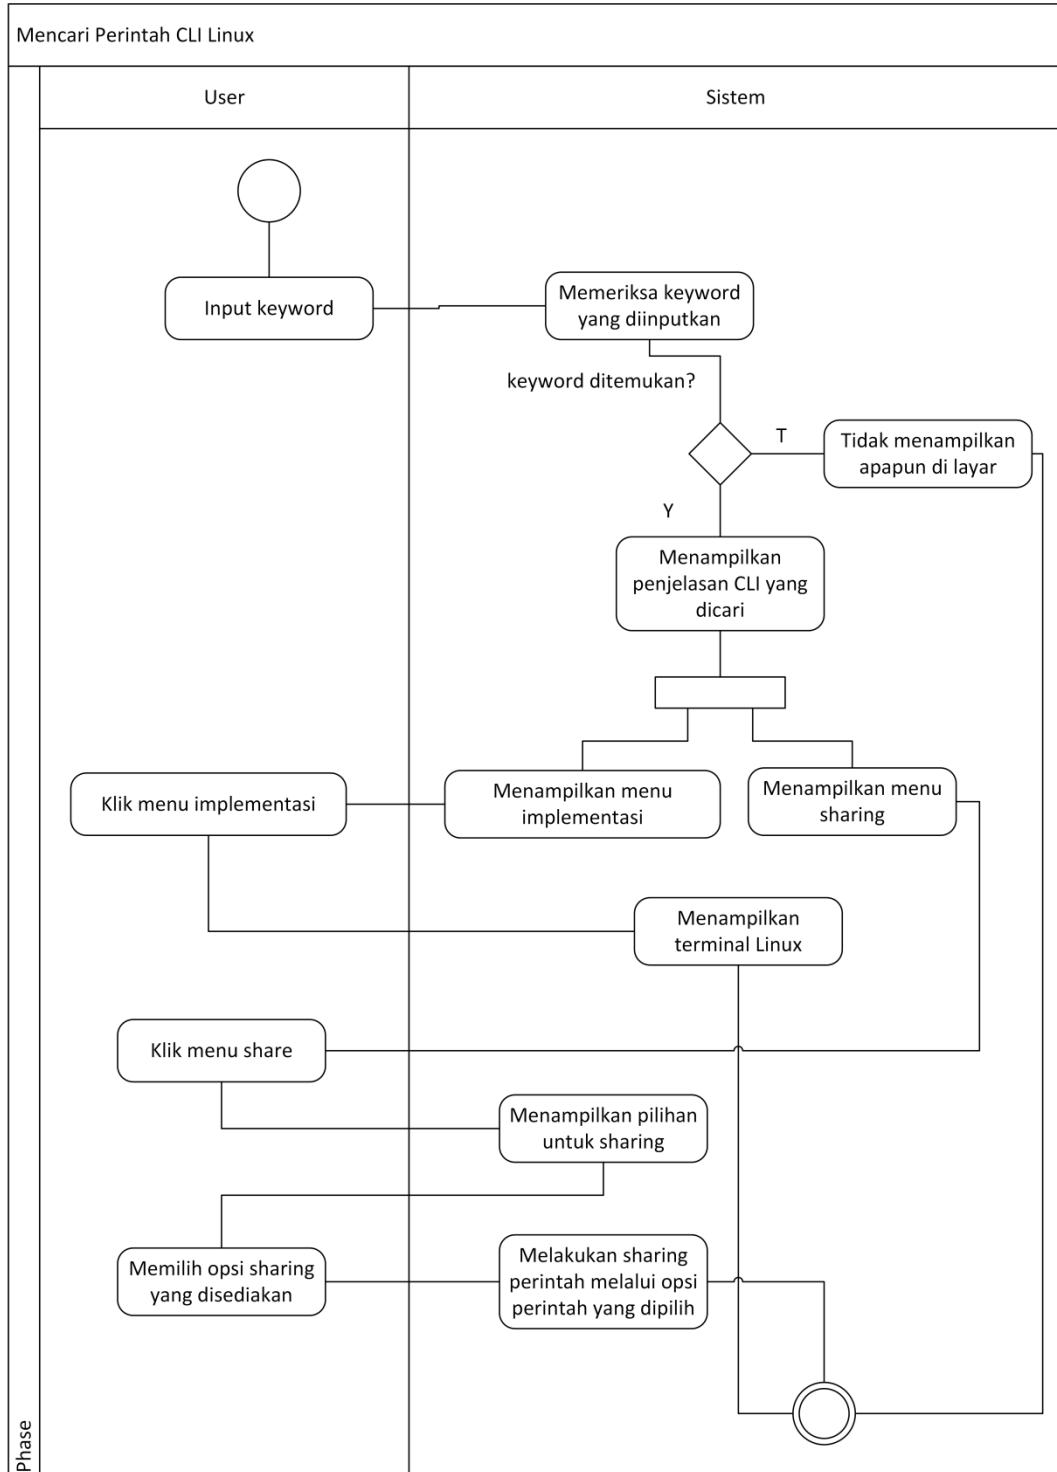 Mencari Perintah CLI Linux
User
Sistem
Input keyword
Memeriksa keyword
yang diinputkan
keyword ditemukan?
T
Tidak menampilkan
apapun di layar
Y
Menampilkan
penjelasan CLI yang
dicari
Klik menu implementasi
Menampilkan menu
implementasi
Menampilkan menu
sharing
Menampilkan
terminal Linux
Klik menu share
Menampilkan pilihan
untuk sharing
Memilih opsi sharing
yang disediakan
Melakukan sharing
perintah melalui opsi
perintah yang dipilih
Phase